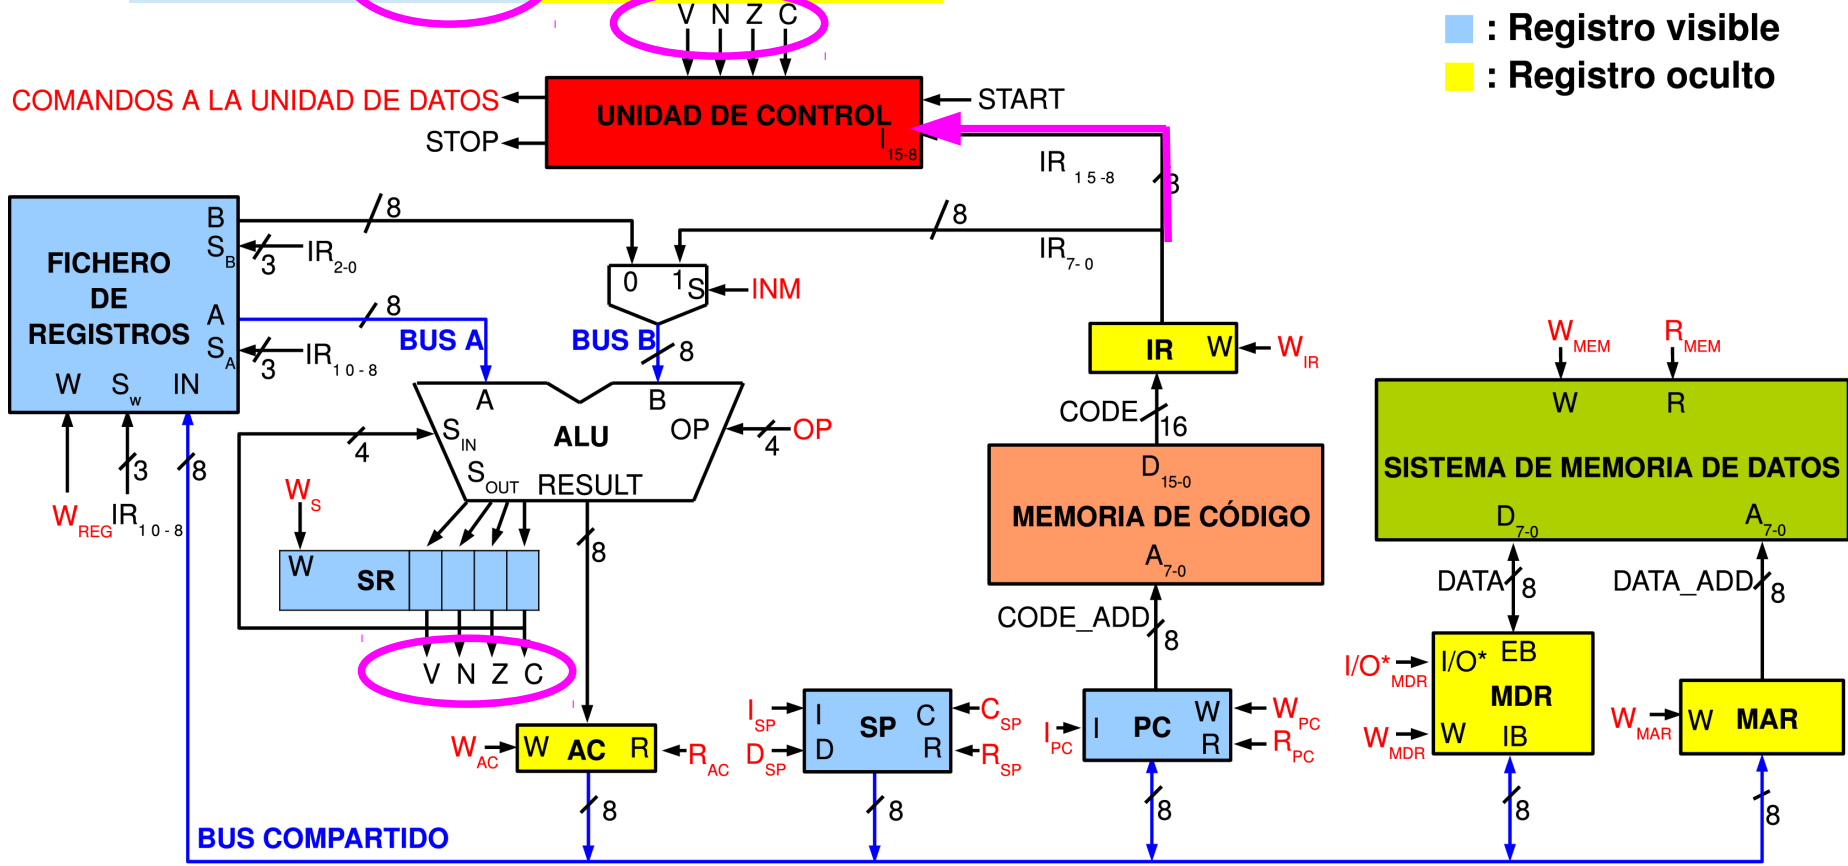 V N Z C
: Registro visible
: Registro oculto
COMANDOS A LA UNIDAD DE DATOS
UNIDAD DE CONTROL
START
STOP
I15-8
IR 15-8
8
B
8
8
SB
3
IR2-0
IR7-0
FICHERO
DE
REGISTROS
0
1
S
INM
A
8
BUS A
BUS B
8
SA
3
IR10-8
W
Sw
IN
IR
W
WIR
WMEM
RMEM
A
B
CODE
16
W
R
SIN
ALU
OP
4
OP
4
3
8
SOUT
RESULT
D15-0
SISTEMA DE MEMORIA DE DATOS
WS
WREG
IR10-8
MEMORIA DE CÓDIGO
D7-0
A7-0
8
W
SR
A7-0
DATA
8
DATA_ADD
8
CODE_ADD
8
V N Z C
I/O*MDR
I/O*
EB
MDR
ISP
I
SP
C
CSP
W
WPC
IPC
I
PC
WMAR
W
MAR
WAC
W
AC
R
RAC
DSP
D
R
RSP
R
RPC
WMDR
W
IB
8
8
8
8
8
BUS COMPARTIDO